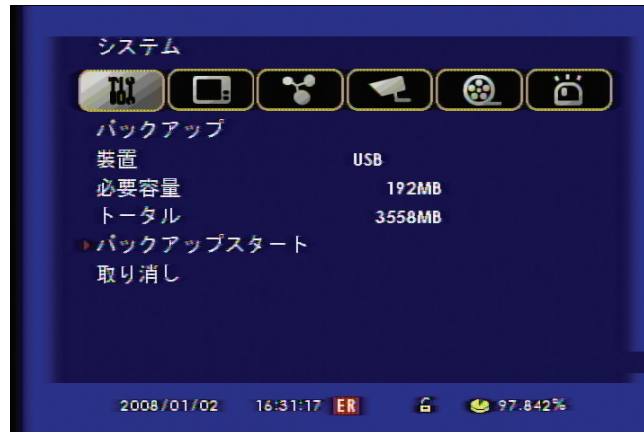 システム
バックアップ
装置 USB
必要容量 192MB
トータル 3558MB
バックアップスタート
取り消し
2008/01/02 16:31:17 ER 97.842%